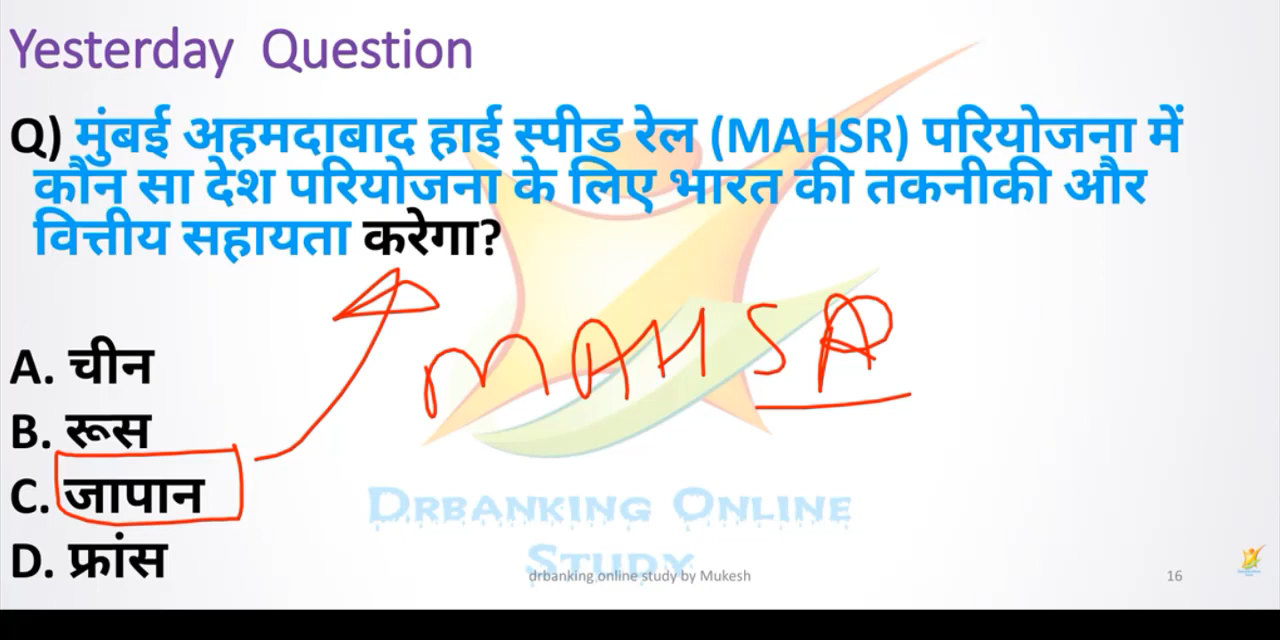 Yesterday Question
Q) मुंबई अहमदाबाद हाई स्पीड रेल (MAHSR) परियोजना में
कौन सा देश परियोजना के लिए भारत की तकनीकी और
वित्तीय सहायता करेगा?
MAHSR
A. चीन
B. रूस
C. जापान
D. फ्रांस
DRBANKING ONLINE
STUDY
drbanking online study by Mukesh
16